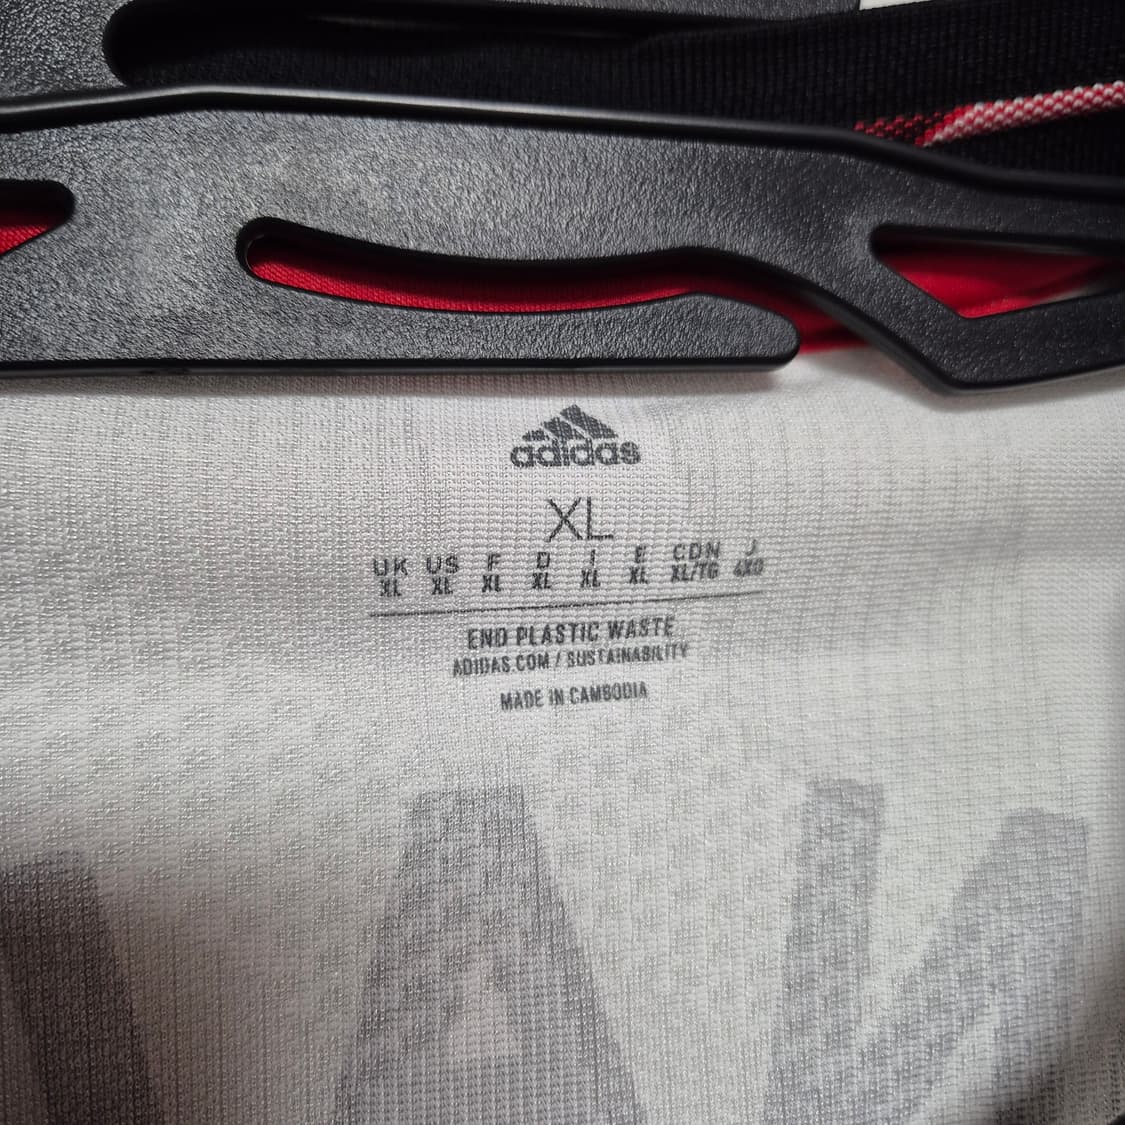 adidas
XL
UK US F D I E CDN J
XL XL XL XL XL XL XL/TG 4XO
END PLASTIC WASTE
ADIDAS.COM / SUSTAINABILITY
MADE IN CAMBODIA